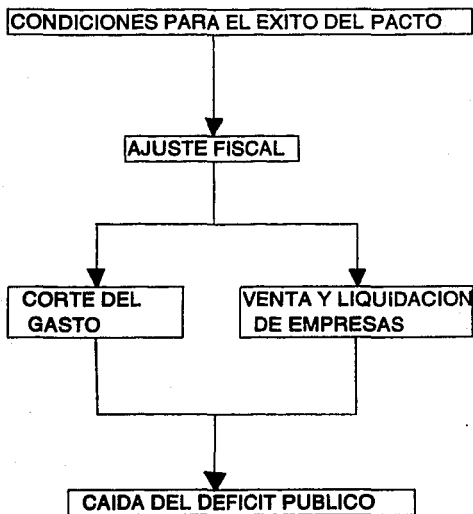 CONDICIONES PARA EL EXITO DEL PACTO
AJUSTE FISCAL
CORTE DEL
GASTO
VENTA Y LIQUIDACION
DE EMPRESAS
CAIDA DEL DEFICIT PUBLICO